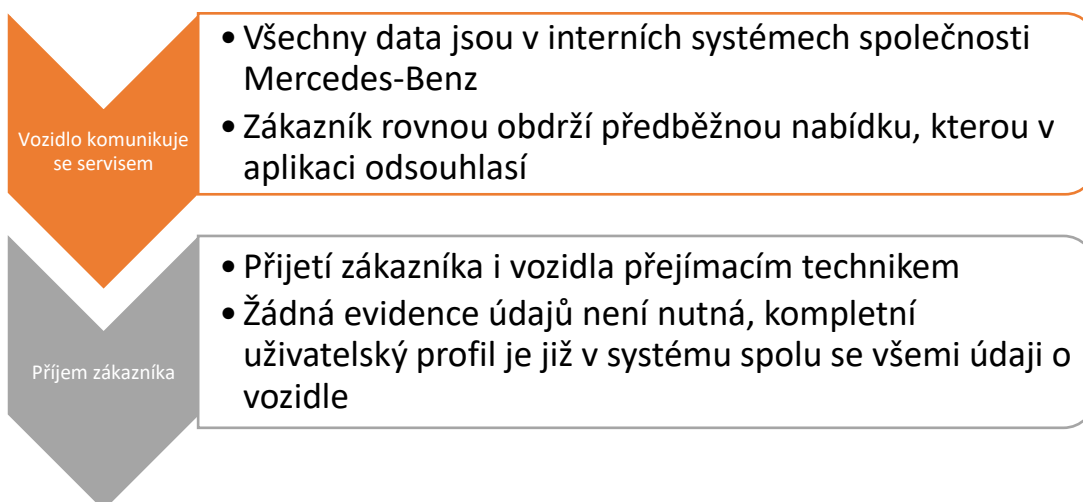 Vozidlo komunikuje
se servisem
• Všechny data jsou v interních systémech společnosti
Mercedes-Benz
• Zákazník rovnou obdrží předběžnou nabídku, kterou v
aplikaci odsouhlasí
Příjem zákazníka
• Přijetí zákazníka i vozidla přejímacím technikem
• Žádná evidence údajů není nutná, kompletní
uživatelský profil je již v systému spolu se všemi údaji o
vozidle